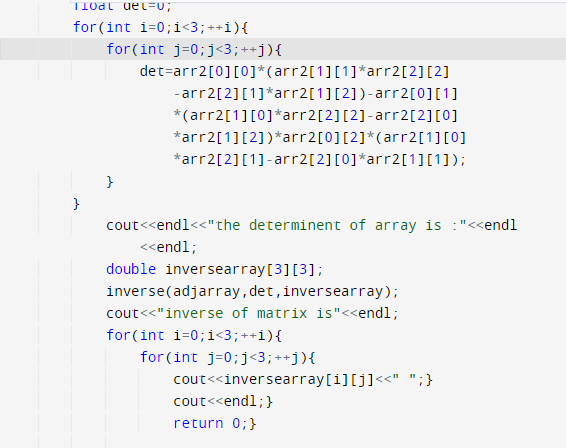 float det=0;
for(int i=0;i<3;++i){
for(int j=0;j<3;++j){
det=arr2[0][0]*(arr2[1][1]*arr2[2][2]
-arr2[2][1]*arr2[1][2])-arr2[0][1]
*(arr2[1][0]*arr2[2][2]-arr2[2][0]
*arr2[1][2])*arr2[0][2]*(arr2[1][0]
*arr2[2][1]-arr2[2][0]*arr2[1][1]);
}
}
cout<<endl<<"the determinent of array is :"<<endl
<<endl;
double inversearray[3][3];
inverse(adjarray,det,inversearray);
cout<<"inverse of matrix is"<<endl;
for(int i=0;i<3;++i){
for(int j=0;j<3;++j){
cout<<inversearray[i][j]<<" ";}
cout<<endl;}
return 0;}